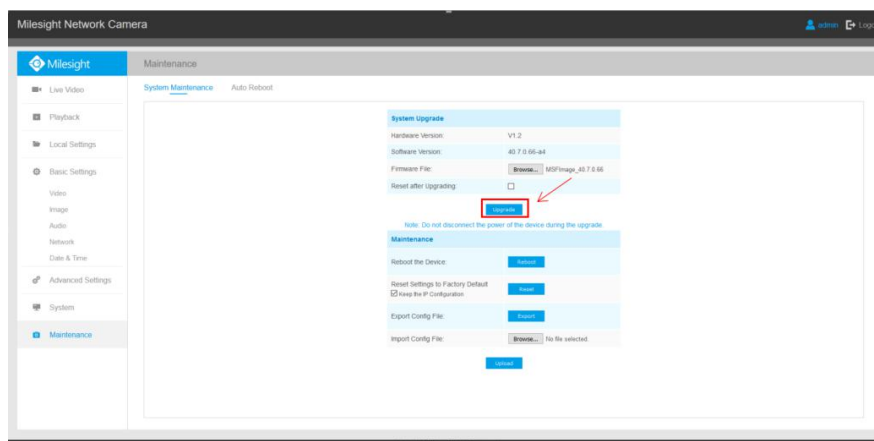 Milesight Network Camera
admin
Milesight
Maintenance
Live Video
Playback
Local Settings
Basic Settings
Video
Image
Audio
Network
Date & Time
Advanced Settings
System
Maintenance
System Maintenance Auto Reboot
System Upgrade
Hardware Version: V1.2
Software Version: 40.7.0.66-a4
Firmware File: Browse... MSFimage_40.7.0.66
Reset after Upgrading:
Upgrade
Note: Do not disconnect the power of the device during the upgrade.
Maintenance
Reboot the Device: Reboot
Reset Settings to Factory Default
Keep the IP Configuration
Reset
Export Config File: Export
Import Config File: Browse... No file selected.
Upload